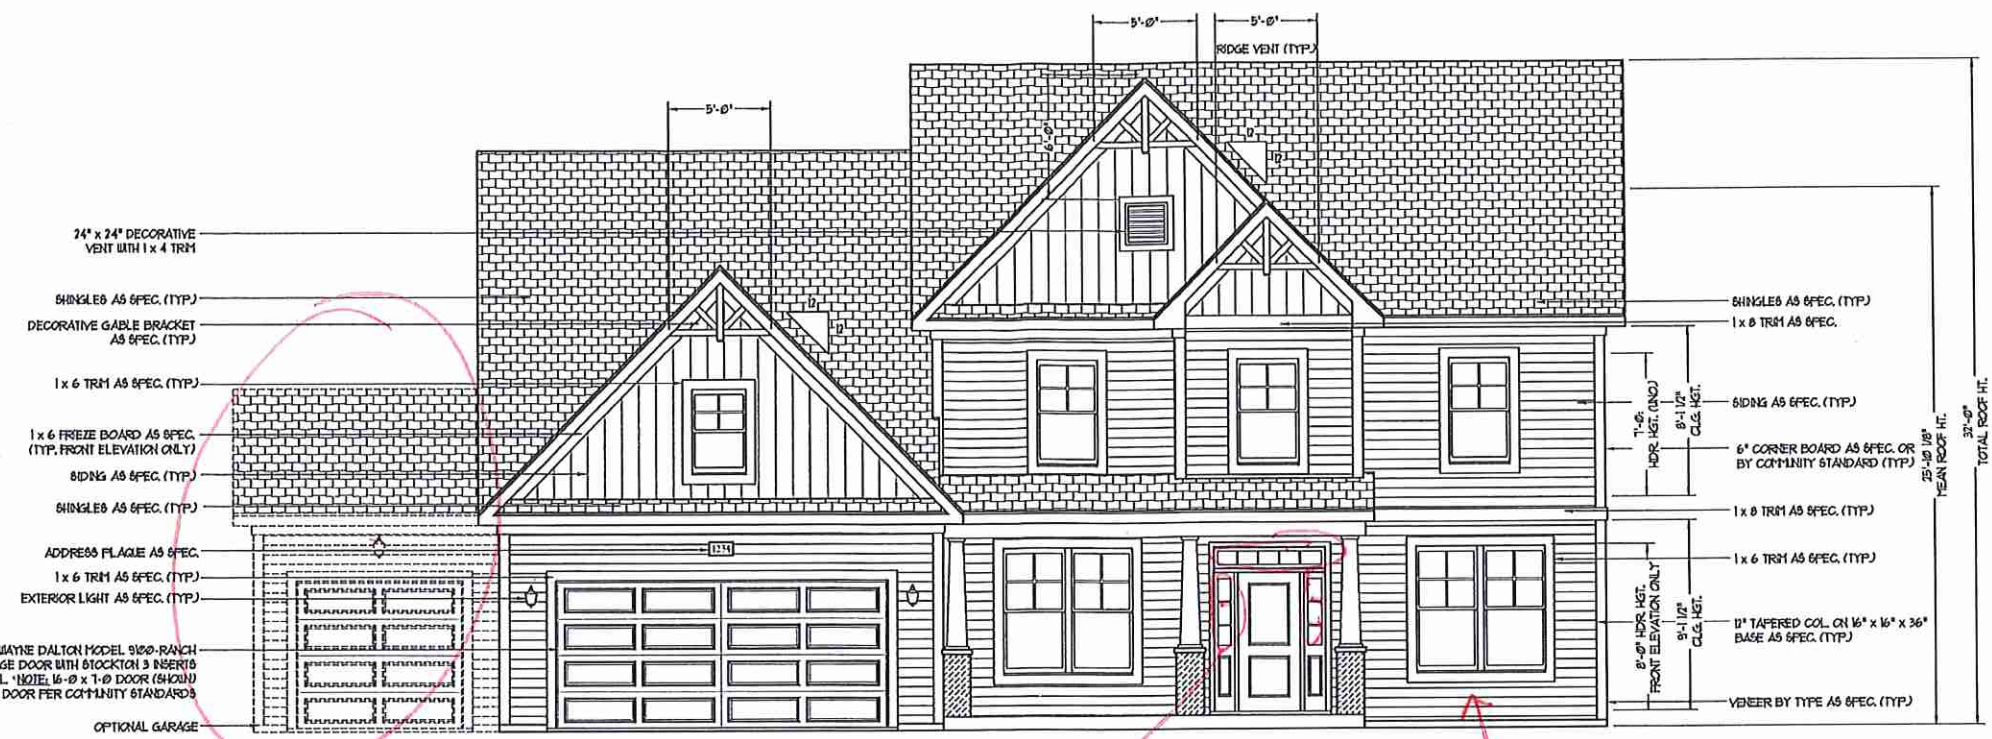 5'-0"
5'-0"
RIDGE VENT (TYP.)
5'-0"
6'-0"
12
12
12
12
24" x 24" DECORATIVE
VENT WITH 1 x 4 TRIM
SHINGLES AS SPEC. (TYP.)
DECORATIVE GABLE BRACKET
AS SPEC. (TYP.)
1 x 6 TRIM AS SPEC. (TYP.)
1 x 6 FRIEZE BOARD AS SPEC.
(TYP. FRONT ELEVATION ONLY)
SIDING AS SPEC. (TYP.)
SHINGLES AS SPEC. (TYP.)
ADDRESS PLAQUE AS SPEC.
1 x 6 TRIM AS SPEC. (TYP.)
EXTERIOR LIGHT AS SPEC. (TYP.)
WAYNE DALTON MODEL 9100-RANCH
GE DOOR WITH STOCKTON 3 INSERTS
L. *NOTE: 16-0 x 7-0 DOOR (SHOWN)
DOOR PER COMMUNITY STANDARDS
OPTIONAL GARAGE
1234
SHINGLES AS SPEC. (TYP.)
1 x 8 TRIM AS SPEC.
SIDING AS SPEC. (TYP.)
6" CORNER BOARD AS SPEC. OR
BY COMMUNITY STANDARD (TYP.)
1 x 8 TRIM AS SPEC. (TYP.)
1 x 6 TRIM AS SPEC. (TYP.)
12" TAPERED COL. ON 16" x 16" x 36"
BASE AS SPEC. (TYP.)
VENEER BY TYPE AS SPEC. (TYP.)
7'-0"
HDR. HGT. (UNO)
8'-1 1/2"
CLG. HGT.
8'-0" HDR. HGT.
FRONT ELEVATION ONLY
9'-1 1/2"
CLG. HGT.
25'-10 1/8"
MEAN ROOF HT.
32'-0"
TOTAL ROOF HT.